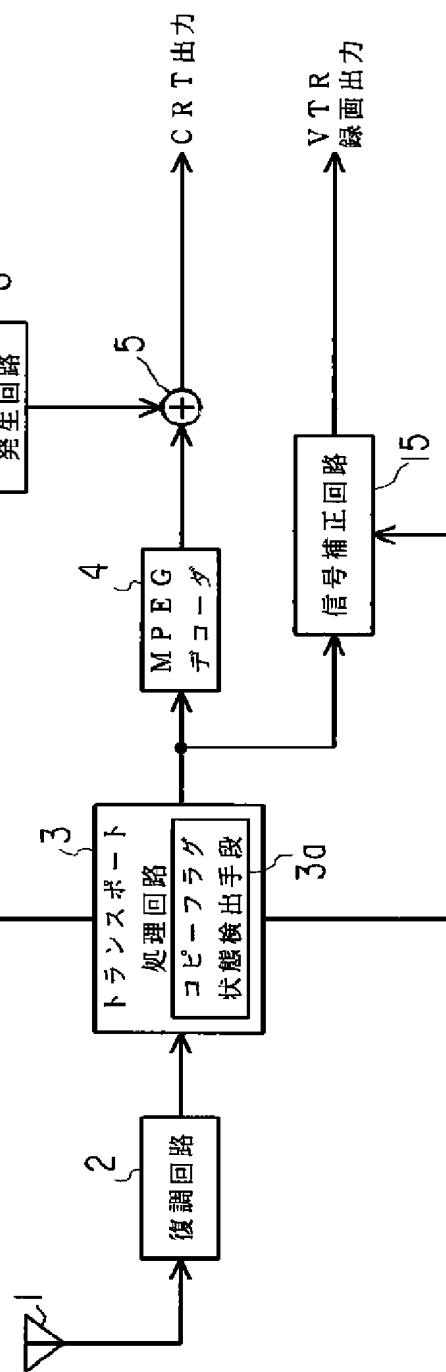 1
2
復調回路
3
トランスポート
処理回路
コピーフラグ
状態検出手段
3a
4
MPEG
デコーダ
5
発生回路
CRT出力
信号補正回路
15
VTR
録画出力